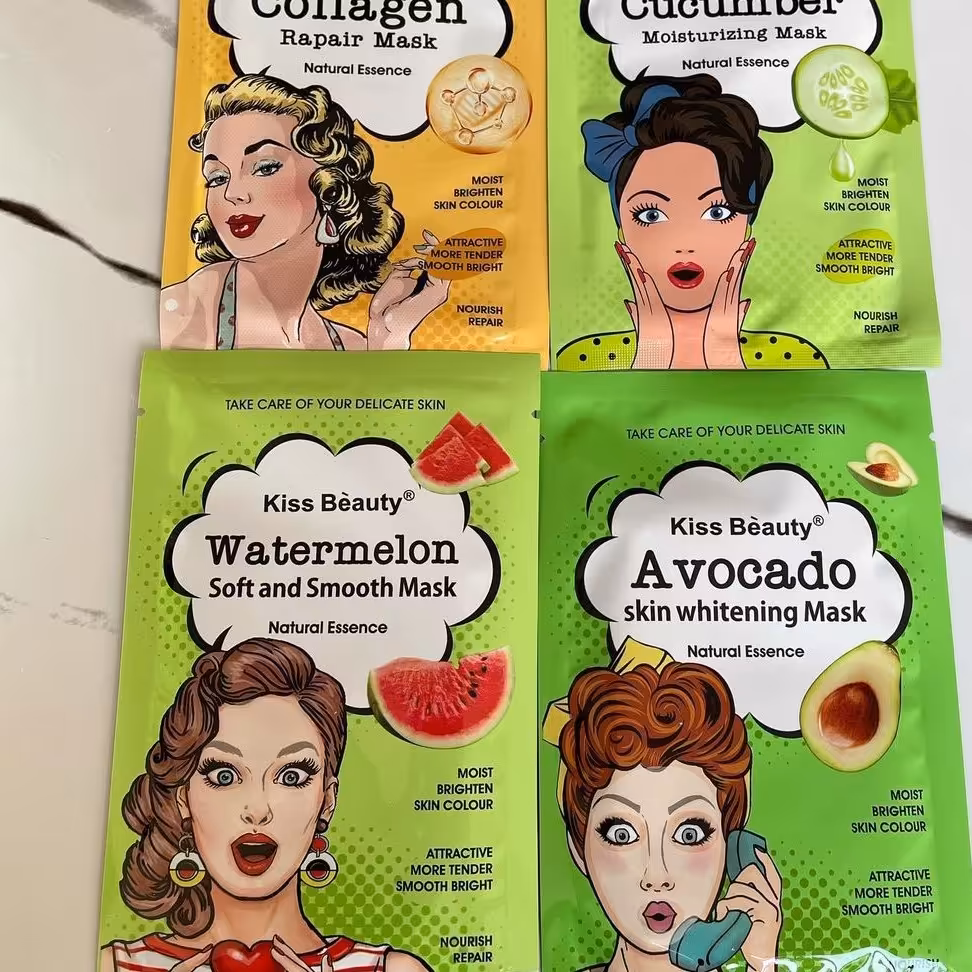 Collagen
Rapair Mask
Natural Essence
MOIST
BRIGHTEN
SKIN COLOUR
ATTRACTIVE
MORE TENDER
SMOOTH BRIGHT
NOURISH
REPAIR
Cucumber
Moisturizing Mask
Natural Essence
MOIST
BRIGHTEN
SKIN COLOUR
ATTRACTIVE
MORE TENDER
SMOOTH BRIGHT
NOURISH
REPAIR
TAKE CARE OF YOUR DELICATE SKIN
Kiss Bèauty®
Watermelon
Soft and Smooth Mask
Natural Essence
MOIST
BRIGHTEN
SKIN COLOUR
ATTRACTIVE
MORE TENDER
SMOOTH BRIGHT
NOURISH
REPAIR
TAKE CARE OF YOUR DELICATE SKIN
Kiss Bèauty®
Avocado
skin whitening Mask
Natural Essence
MOIST
BRIGHTEN
SKIN COLOUR
ATTRACTIVE
MORE TENDER
SMOOTH BRIGHT
NOURISH